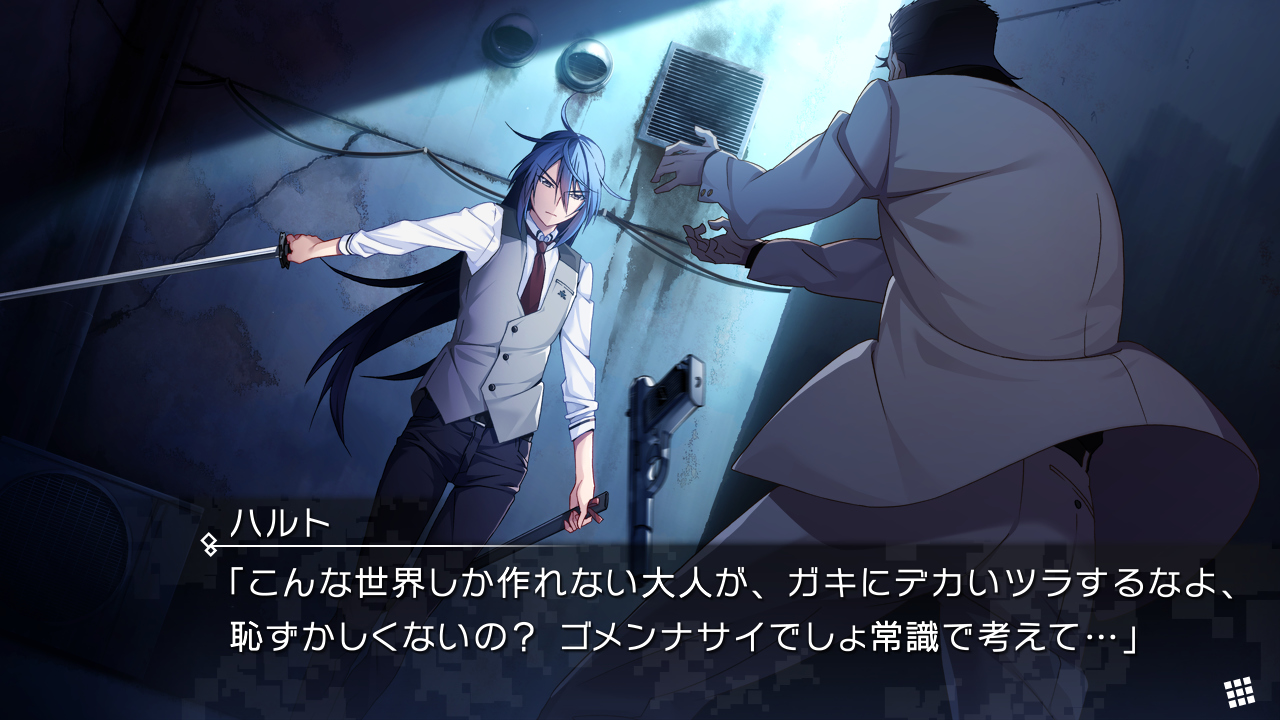 ハルト
「こんな世界しか作れない大人が、ガキにデカいツラするなよ、
恥ずかしくないの？ ゴメンナサイでしょ常識で考えて…」